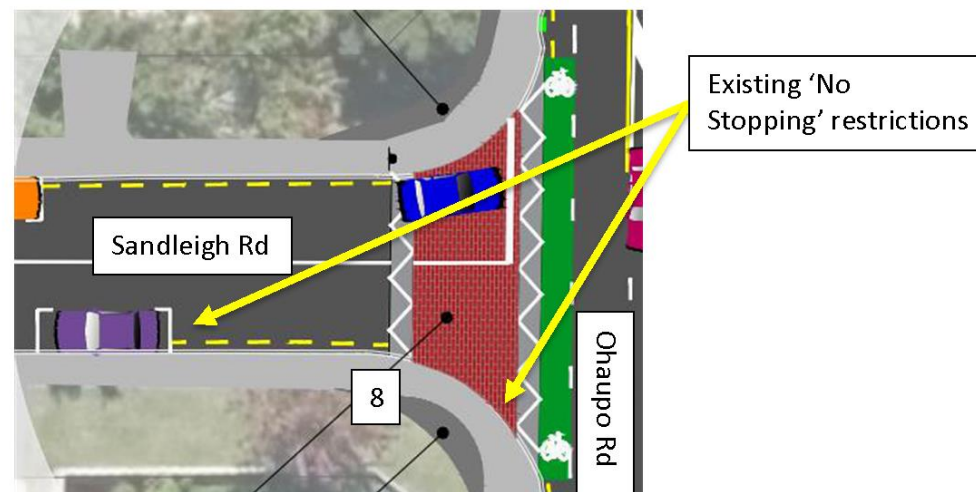 Existing ‘No
Stopping’ restrictions
Sandleigh Rd
8
Ohaupo Rd